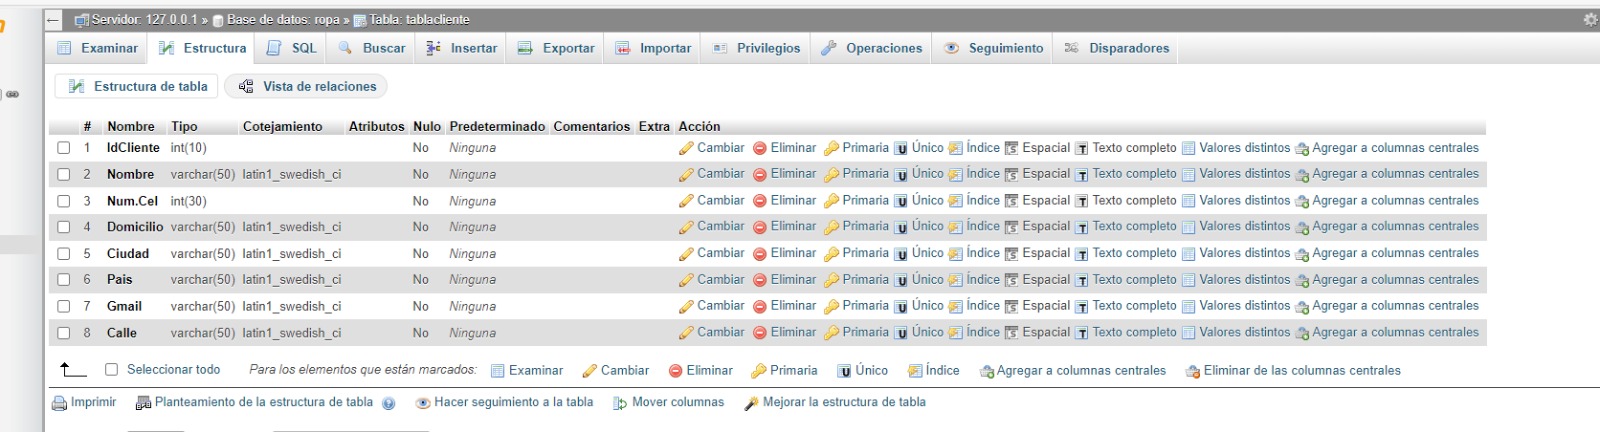 Servidor: 127.0.0.1 » Base de datos: ropa » Tabla: tablacliente
Examinar Estructura SQL Buscar Insertar Exportar Importar Privilegios Operaciones Seguimiento Disparadores
Estructura de tabla Vista de relaciones
# Nombre Tipo Cotejamiento Atributos Nulo Predeterminado Comentarios Extra Acción
1 IdCliente int(10) No Ninguna Cambiar Eliminar Primaria Único Índice Espacial Texto completo Valores distintos Agregar a columnas centrales
2 Nombre varchar(50) latin1_swedish_ci No Ninguna Cambiar Eliminar Primaria Único Índice Espacial Texto completo Valores distintos Agregar a columnas centrales
3 Num.Cel int(30) No Ninguna Cambiar Eliminar Primaria Único Índice Espacial Texto completo Valores distintos Agregar a columnas centrales
4 Domicilio varchar(50) latin1_swedish_ci No Ninguna Cambiar Eliminar Primaria Único Índice Espacial Texto completo Valores distintos Agregar a columnas centrales
5 Ciudad varchar(50) latin1_swedish_ci No Ninguna Cambiar Eliminar Primaria Único Índice Espacial Texto completo Valores distintos Agregar a columnas centrales
6 Pais varchar(50) latin1_swedish_ci No Ninguna Cambiar Eliminar Primaria Único Índice Espacial Texto completo Valores distintos Agregar a columnas centrales
7 Gmail varchar(50) latin1_swedish_ci No Ninguna Cambiar Eliminar Primaria Único Índice Espacial Texto completo Valores distintos Agregar a columnas centrales
8 Calle varchar(50) latin1_swedish_ci No Ninguna Cambiar Eliminar Primaria Único Índice Espacial Texto completo Valores distintos Agregar a columnas centrales
Seleccionar todo Para los elementos que están marcados: Examinar Cambiar Eliminar Primaria Único Índice Agregar a columnas centrales Eliminar de las columnas centrales
Imprimir Planteamiento de la estructura de tabla Hacer seguimiento a la tabla Mover columnas Mejorar la estructura de tabla